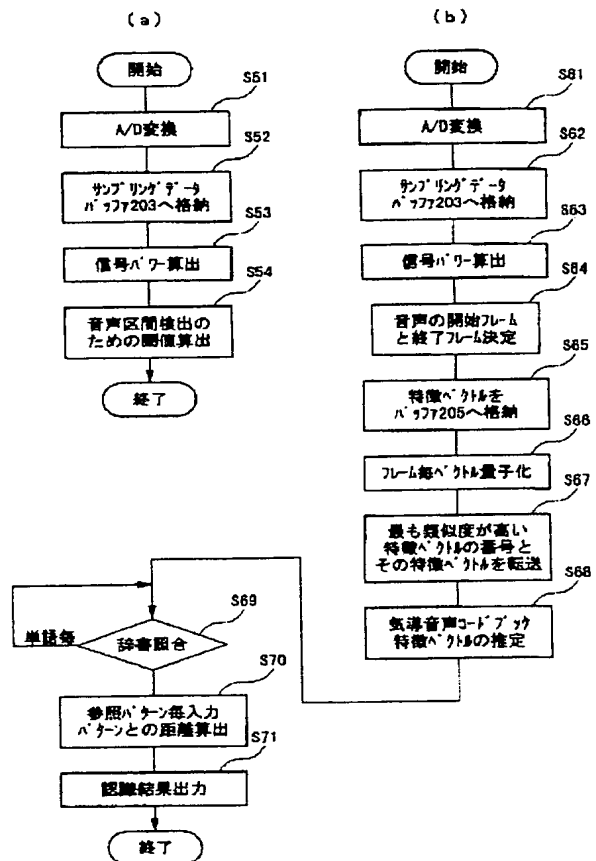 (a)
開始
S51
A/D変換
S52
サンプリングデータ
バッファ203へ格納
S53
信号パワー算出
S54
音声区間検出の
ための閾値算出
終了
(b)
開始
S61
A/D変換
S62
サンプリングデータ
バッファ203へ格納
S63
信号パワー算出
S64
音声の開始フレーム
と終了フレーム決定
S65
特徴ベクトルを
バッファ205へ格納
S66
フレーム毎ベクトル量子化
S67
最も類似度が高い
特徴ベクトルの番号と
その特徴ベクトルを転送
S68
気導音声コードブック
特徴ベクトルの推定
S69
単語毎
辞書照合
S70
参照パターン毎入力
パターンとの距離算出
S71
認識結果出力
終了